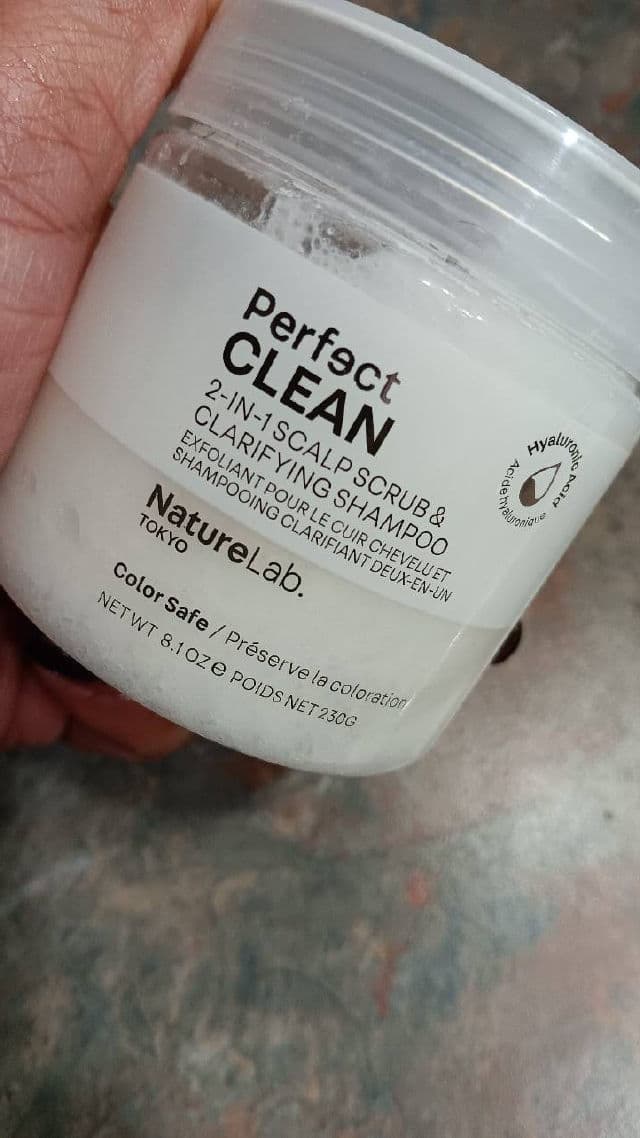 Perfect
CLEAN
2-IN-1 SCALP SCRUB &
CLARIFYING SHAMPOO
EXFOLIANT POUR LE CUIR CHEVELU ET
SHAMPOOING CLARIFIANT DEUX-EN-UN
Hyaluronic Acid
Acide hyaluronique
NatureLab.
TOKYO
Color Safe / Préserve la coloration
NET WT 8.1 OZ e POIDS NET 230G